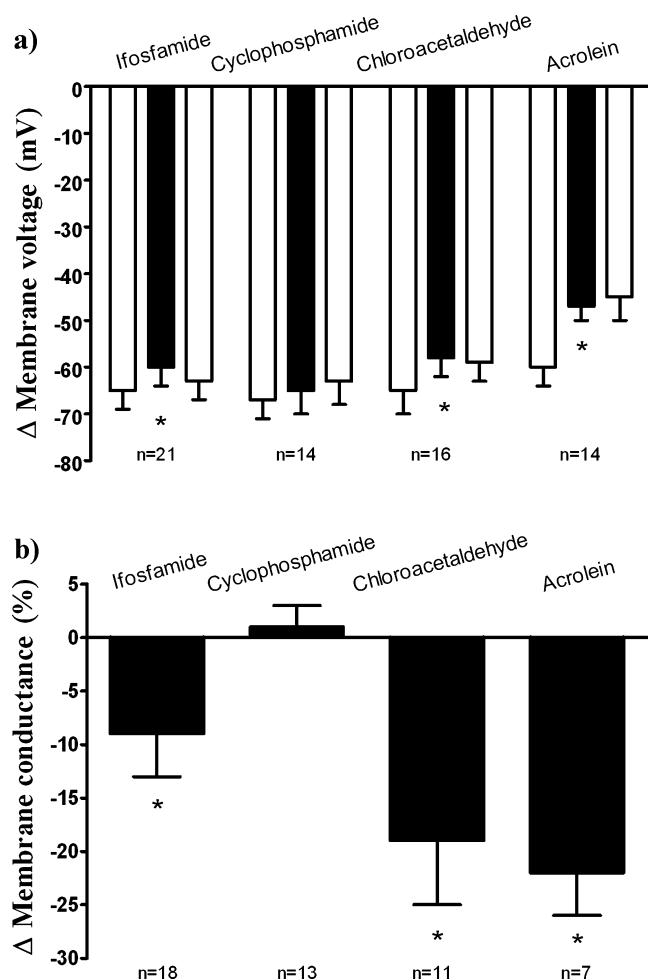 a)
Ifosfamide Cyclophosphamide Chloroacetaldehyde Acrolein
Δ Membrane voltage (mV)
0
-10
-20
-30
-40
-50
-60
-70
-80
* * *
n=21 n=14 n=16 n=14
b)
Ifosfamide Cyclophosphamide Chloroacetaldehyde Acrolein
Δ Membrane conductance (%)
5
0
-5
-10
-15
-20
-25
-30
* * *
n=18 n=13 n=11 n=7